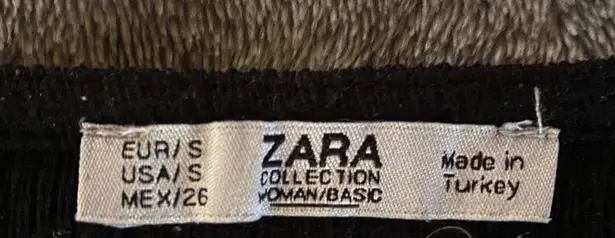 EUR/S
USA/S
MEX/26
ZARA
COLLECTION
WOMAN/BASIC
Made in
Turkey